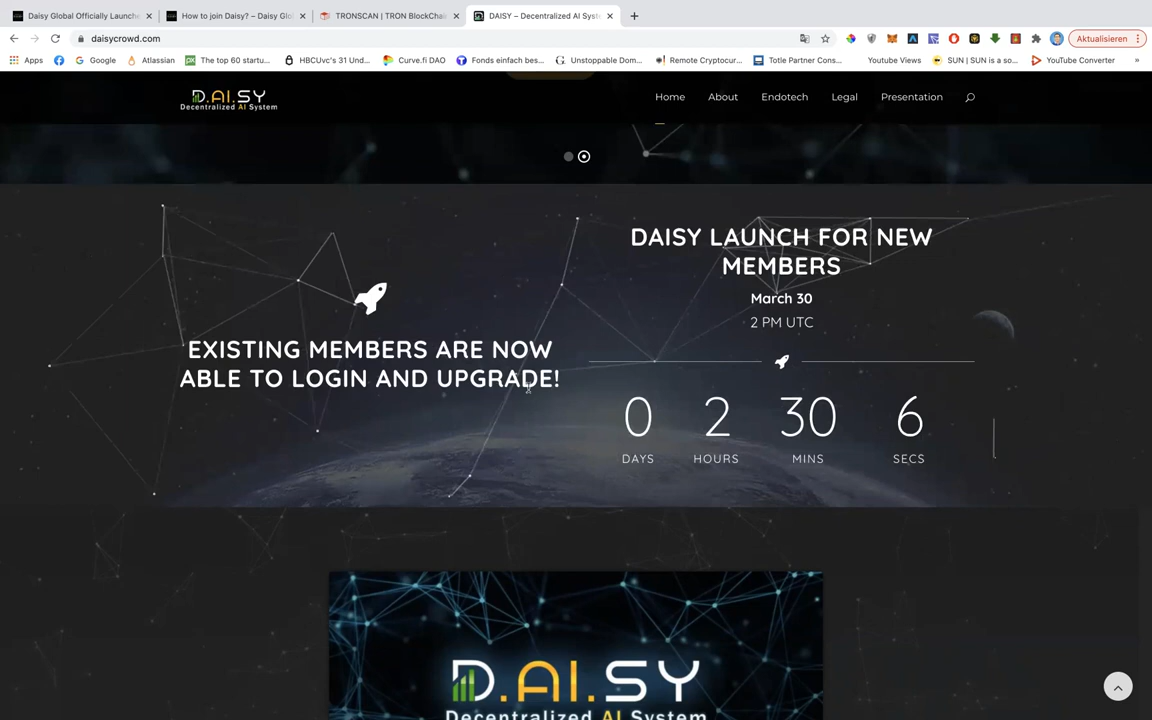 Daisy Global Officially Launche
How to join Daisy? – Daisy Glo
TRONSCAN | TRON BlockCha
DAISY – Decentralized AI Syste
daisycrowd.com
Aktualisieren
Apps
Google
Atlassian
The top 60 startu...
HBCUvc's 31 Und...
Curve.fi DAO
Fonds einfach bes...
Unstoppable Dom...
Remote Cryptocur...
Totle Partner Cons...
YouTube Views
SUN | SUN is a so...
YouTube Converter
»
D.AI.SY
Decentralized AI System
Home
About
Endotech
Legal
Presentation
EXISTING MEMBERS ARE NOW
ABLE TO LOGIN AND UPGRADE!
DAISY LAUNCH FOR NEW
MEMBERS
March 30
2 PM UTC
0 2 30 6
DAYS HOURS MINS SECS
D.AI.SY
Decentralized AI System